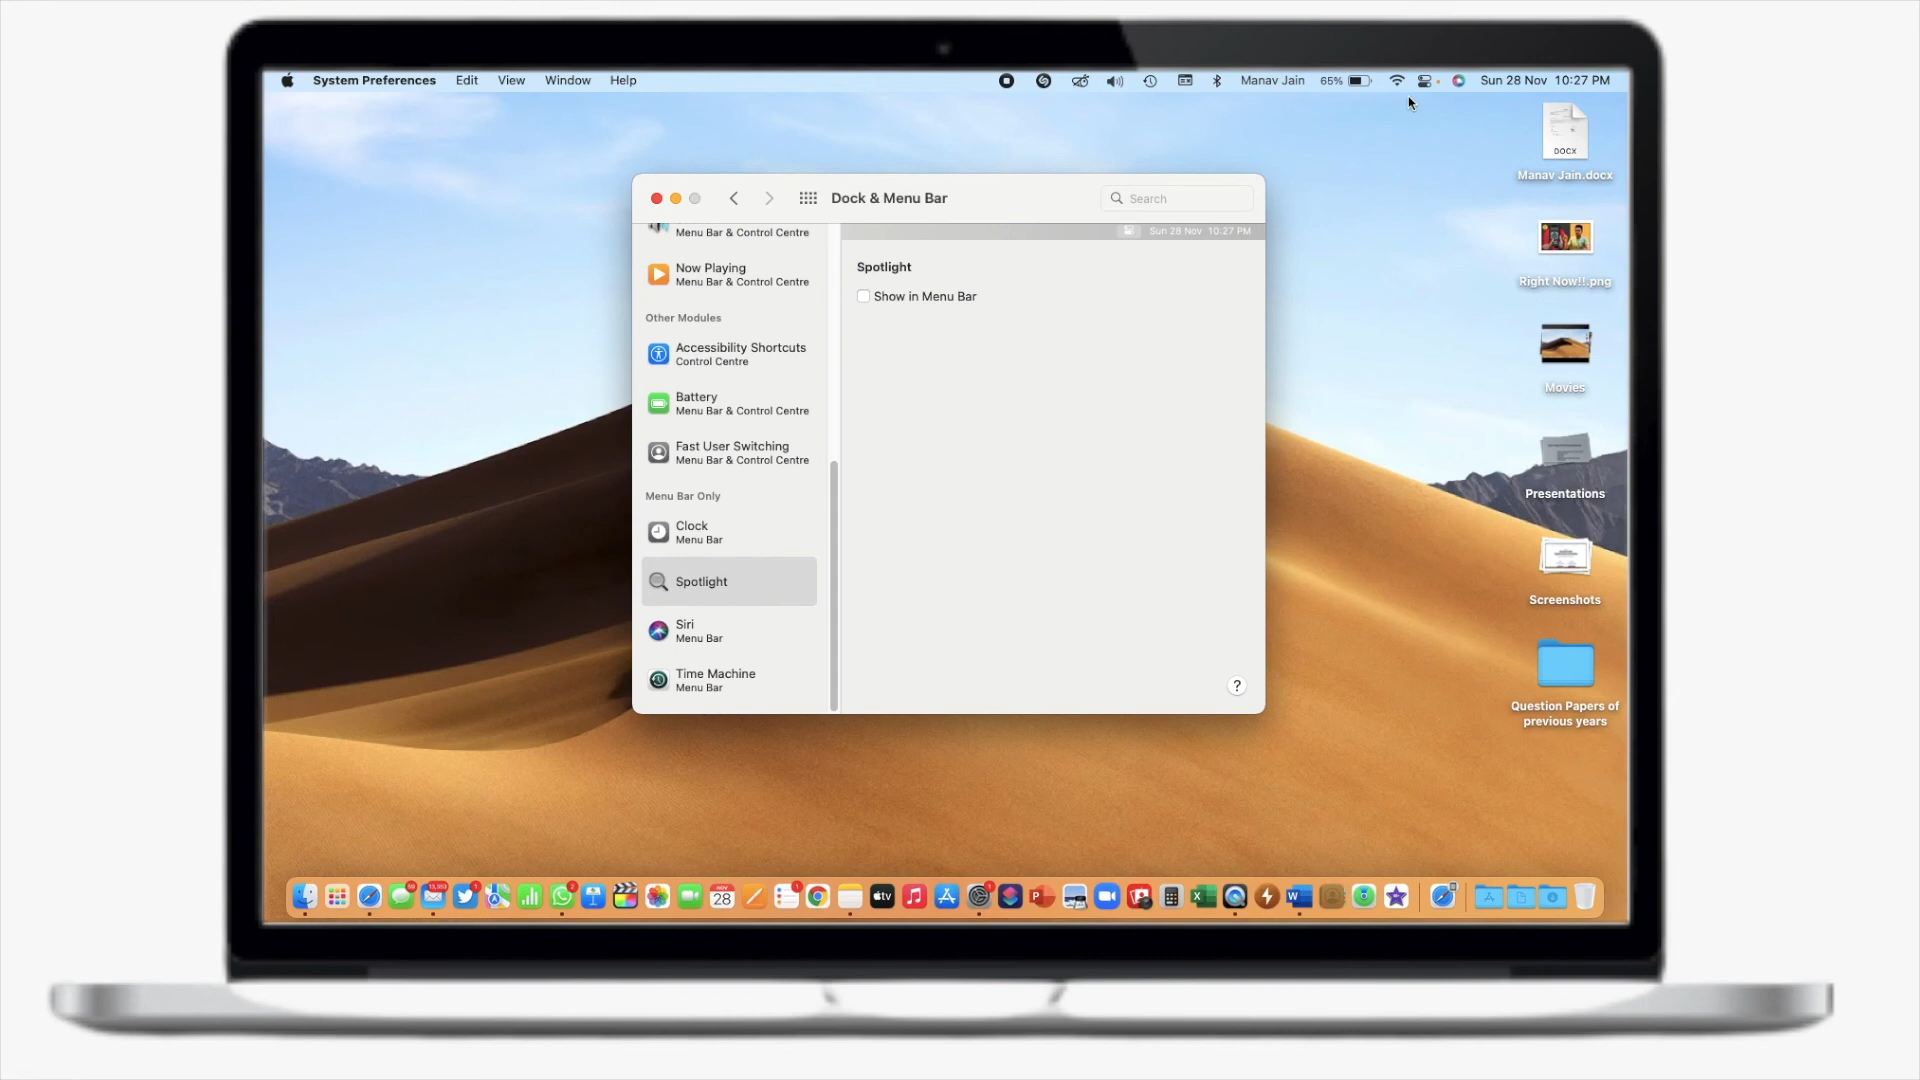 System Preferences Edit View Window Help
Manav Jain 65% Sun 28 Nov 10:27 PM
DOCX
Manav Jain.docx
Right Now!!.png
Movies
Presentations
Screenshots
Question Papers of
previous years
Dock & Menu Bar
Search
Menu Bar & Control Centre
Now Playing
Menu Bar & Control Centre
Other Modules
Accessibility Shortcuts
Control Centre
Battery
Menu Bar & Control Centre
Fast User Switching
Menu Bar & Control Centre
Menu Bar Only
Clock
Menu Bar
Spotlight
Siri
Menu Bar
Time Machine
Menu Bar
Sun 28 Nov 10:27 PM
Spotlight
Show in Menu Bar
?
NOV
28
tv
P
X
W